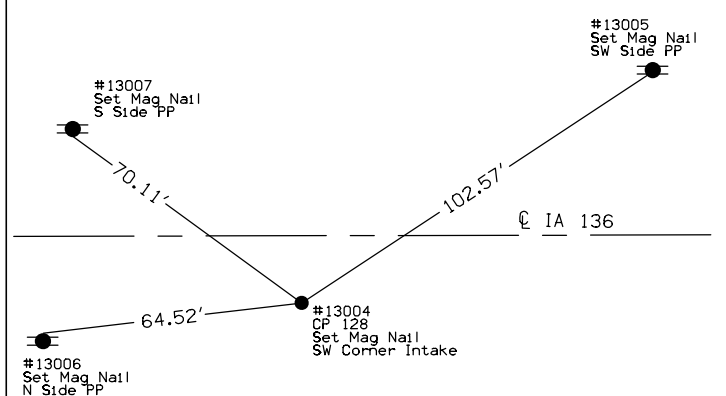 #13005
Set Mag Nail
SW Side PP
#13007
Set Mag Nail
S Side PP
70.11'
102.57'
℄ IA 136
64.52'
#13004
CP 128
Set Mag Nail
SW Corner Intake
#13006
Set Mag Nail
N Side PP